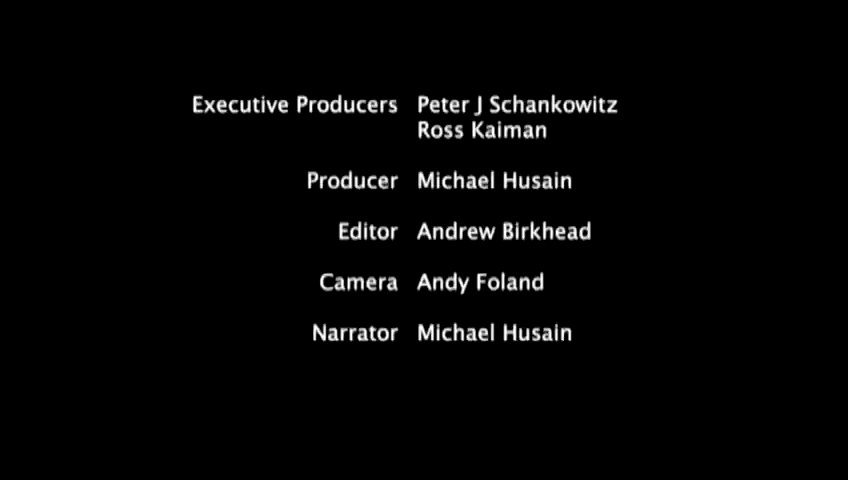 Executive Producers Peter J Schankowitz
Ross Kaiman
Producer Michael Husain
Editor Andrew Birkhead
Camera Andy Foland
Narrator Michael Husain